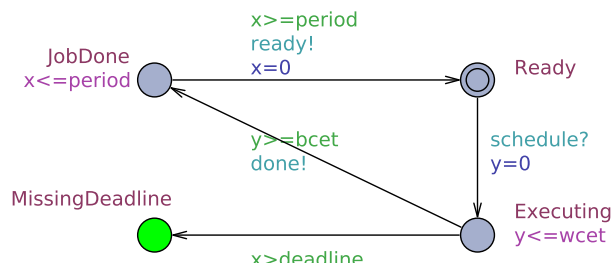 x>=period
ready!
x=0
JobDone
x<=period
Ready
y>=bcet
done!
schedule?
y=0
MissingDeadline
Executing
y<=wcet
x>deadline